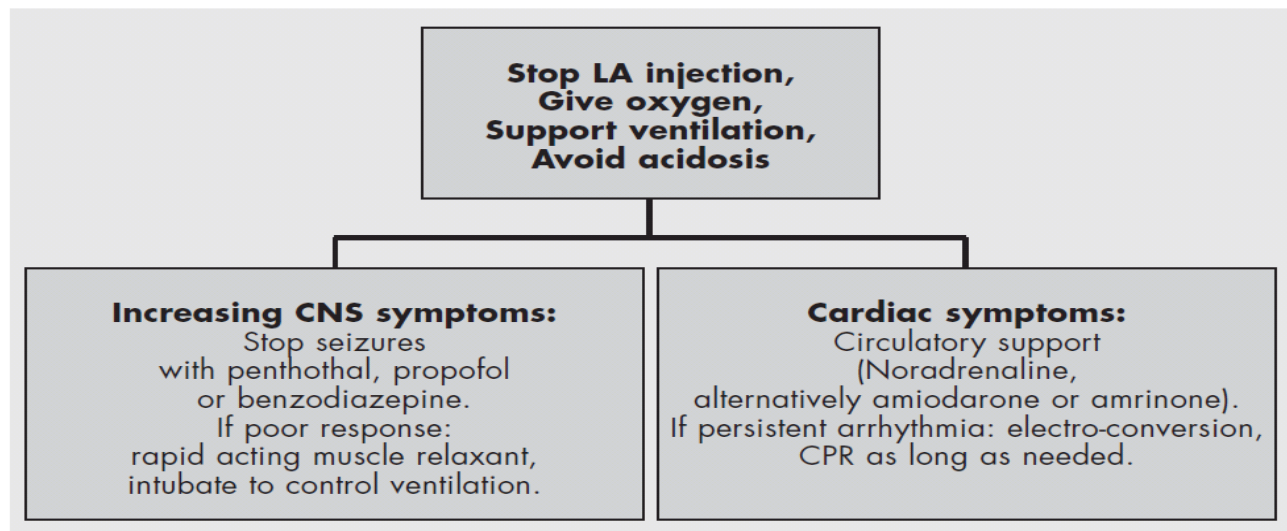 Stop LA injection,
Give oxygen,
Support ventilation,
Avoid acidosis
Increasing CNS symptoms:
Stop seizures
with penthothal, propofol
or benzodiazepine.
If poor response:
rapid acting muscle relaxant,
intubate to control ventilation.
Cardiac symptoms:
Circulatory support
(Noradrenaline,
alternatively amiodarone or amrinone).
If persistent arrhythmia: electro-conversion,
CPR as long as needed.